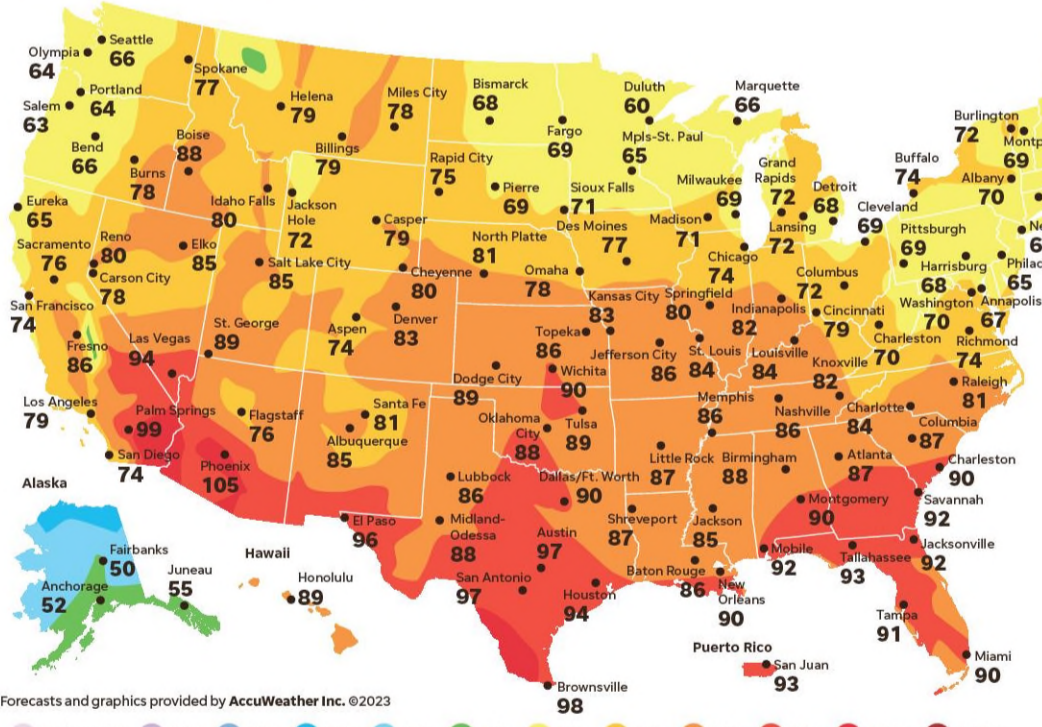 Seattle
66
Olympia
64
Spokane
77
Portland
64
Salem
63
Bend
66
Burns
78
Boise
88
Helena
79
Billings
79
Miles City
78
Bismarck
68
Fargo
69
Duluth
60
Marquette
66
Mpls-St. Paul
65
Rapid City
75
Pierre
69
Sioux Falls
71
Milwaukee
69
Madison
71
Grand
Rapids
72
Lansing
72
Detroit
68
Cleveland
69
Buffalo
74
Burlington
72
Montp
69
Albany
70
Eureka
65
Sacramento
76
Reno
80
Carson City
78
San Francisco
74
Fresno
86
Elko
85
Idaho Falls
80
Jackson
Hole
72
Casper
79
Salt Lake City
85
Cheyenne
80
North Platte
81
Omaha
78
Des Moines
77
Chicago
74
Columbus
72
Pittsburgh
69
Harrisburg
68
Philad
65
Ne
6
Washington
70
Annapolis
67
Las Vegas
94
St. George
89
Aspen
74
Denver
83
Topeka
86
Kansas City
83
Springfield
80
Indianapolis
82
Cincinnati
79
Charleston
70
Richmond
74
Jefferson City
86
St. Louis
84
Louisville
84
Knoxville
82
Raleigh
81
Dodge City
89
Wichita
90
Los Angeles
79
Palm Springs
99
San Diego
74
Phoenix
105
Flagstaff
76
Santa Fe
81
Albuquerque
85
Oklahoma
City
88
Tulsa
89
Memphis
86
Nashville
86
Charlotte
84
Columbia
87
Little Rock
87
Birmingham
88
Atlanta
87
Charleston
90
Savannah
92
Lubbock
86
Dallas/Ft. Worth
90
Shreveport
87
Jackson
85
Montgomery
90
El Paso
96
Midland-
Odessa
88
Austin
97
San Antonio
97
Houston
94
Baton Rouge
86
New
Orleans
90
Mobile
92
Tallahassee
93
Jacksonville
92
Tampa
91
Miami
90
Brownsville
98
Alaska
Fairbanks
50
Anchorage
52
Juneau
55
Hawaii
Honolulu
89
Puerto Rico
San Juan
93
Forecasts and graphics provided by AccuWeather Inc. ©2023